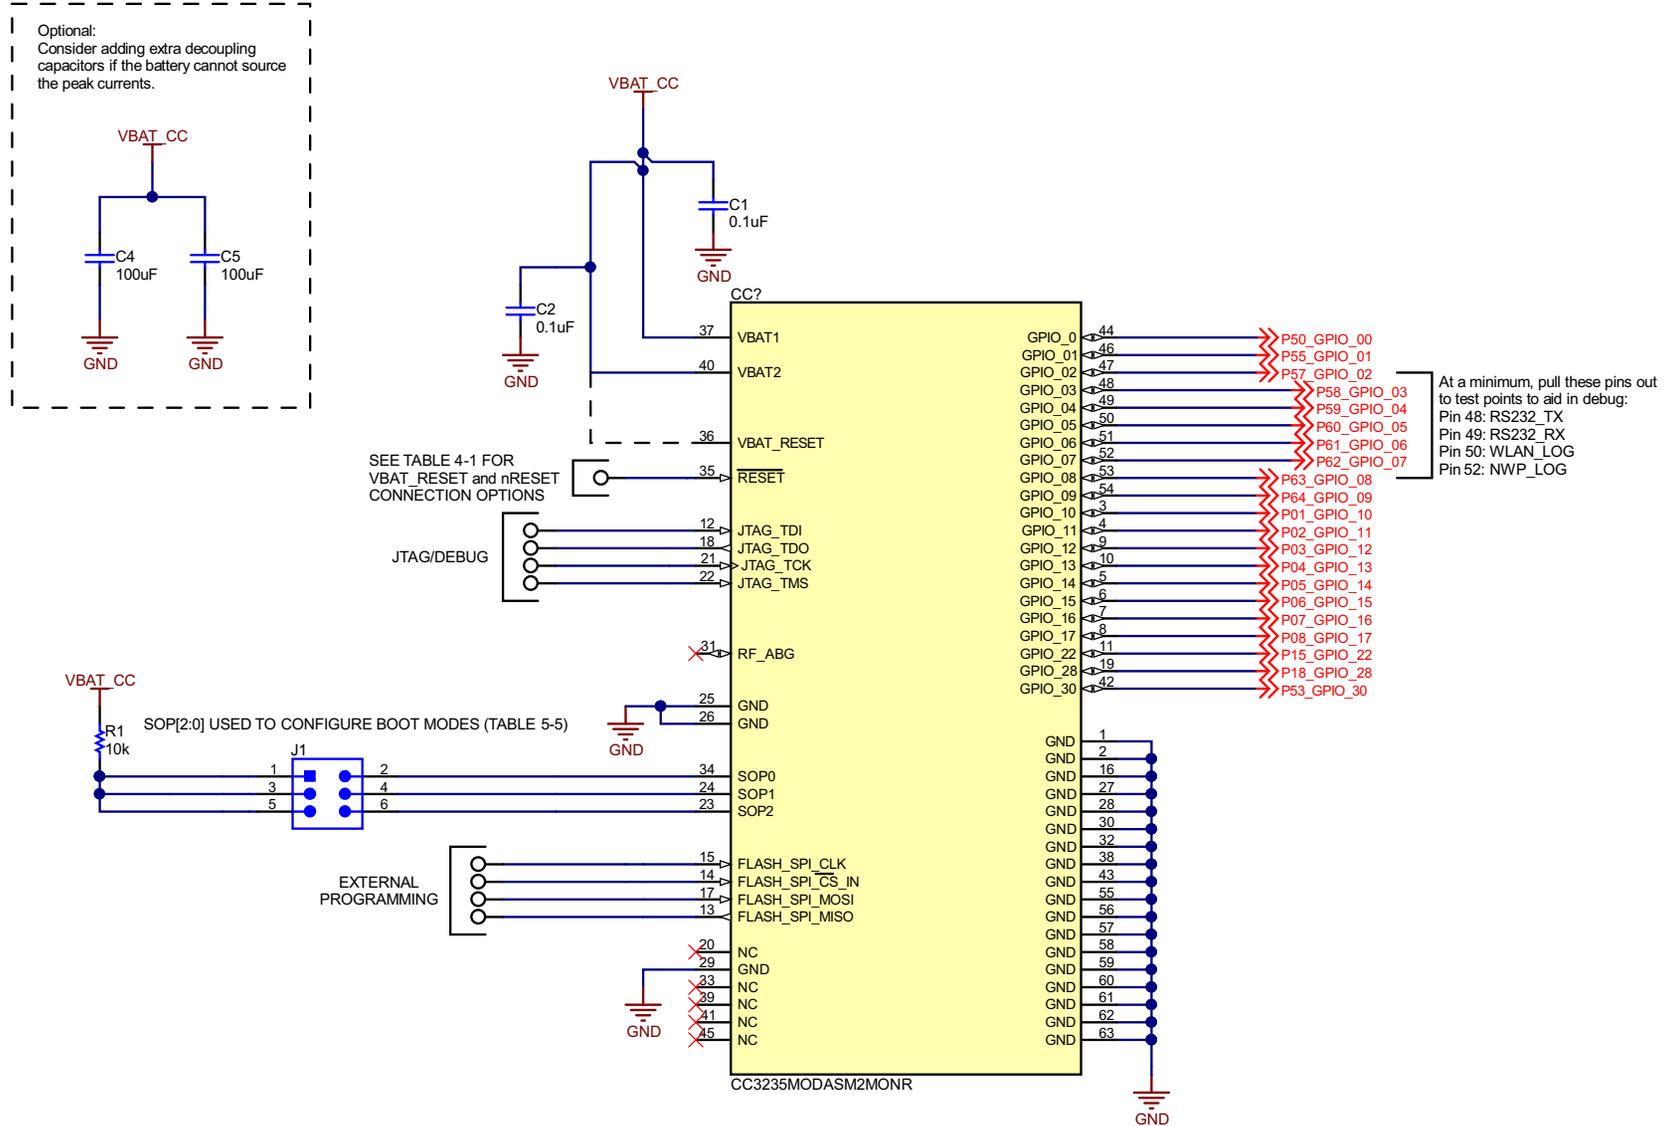 Optional:
Consider adding extra decoupling
capacitors if the battery cannot source
the peak currents.
VBAT_CC
C4
100uF
C5
100uF
GND
GND
VBAT_CC
C1
0.1uF
GND
C2
0.1uF
GND
CC?
37 VBAT1
40 VBAT2
36 VBAT_RESET
SEE TABLE 4-1 FOR
VBAT_RESET and nRESET
CONNECTION OPTIONS
35 RESET
JTAG/DEBUG
12 JTAG_TDI
18 JTAG_TDO
21 JTAG_TCK
22 JTAG_TMS
31 RF_ABG
25 GND
26 GND
GND
VBAT_CC
R1
10k
SOP[2:0] USED TO CONFIGURE BOOT MODES (TABLE 5-5)
J1
1 2 34 SOP0
3 4 24 SOP1
5 6 23 SOP2
EXTERNAL
PROGRAMMING
15 FLASH_SPI_CLK
14 FLASH_SPI_CS_IN
17 FLASH_SPI_MOSI
13 FLASH_SPI_MISO
20 NC
29 GND
33 NC
39 NC
41 NC
45 NC
GND
GPIO_0 44 P50_GPIO_00
GPIO_01 46 P55_GPIO_01
GPIO_02 47 P57_GPIO_02
GPIO_03 48 P58_GPIO_03
GPIO_04 49 P59_GPIO_04
GPIO_05 50 P60_GPIO_05
GPIO_06 51 P61_GPIO_06
GPIO_07 52 P62_GPIO_07
GPIO_08 53 P63_GPIO_08
GPIO_09 54 P64_GPIO_09
GPIO_10 3 P01_GPIO_10
GPIO_11 4 P02_GPIO_11
GPIO_12 9 P03_GPIO_12
GPIO_13 10 P04_GPIO_13
GPIO_14 5 P05_GPIO_14
GPIO_15 6 P06_GPIO_15
GPIO_16 7 P07_GPIO_16
GPIO_17 8 P08_GPIO_17
GPIO_22 11 P15_GPIO_22
GPIO_28 19 P18_GPIO_28
GPIO_30 42 P53_GPIO_30
At a minimum, pull these pins out
to test points to aid in debug:
Pin 48: RS232_TX
Pin 49: RS232_RX
Pin 50: WLAN_LOG
Pin 52: NWP_LOG
GND 1
GND 2
GND 16
GND 27
GND 28
GND 30
GND 32
GND 38
GND 43
GND 55
GND 56
GND 57
GND 58
GND 59
GND 60
GND 61
GND 62
GND 63
GND
CC3235MODASM2MONR